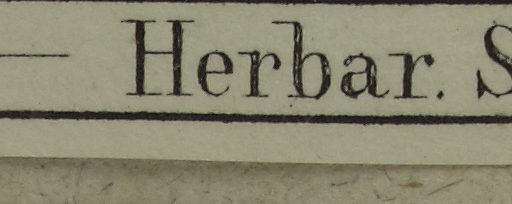 — Herbar. S